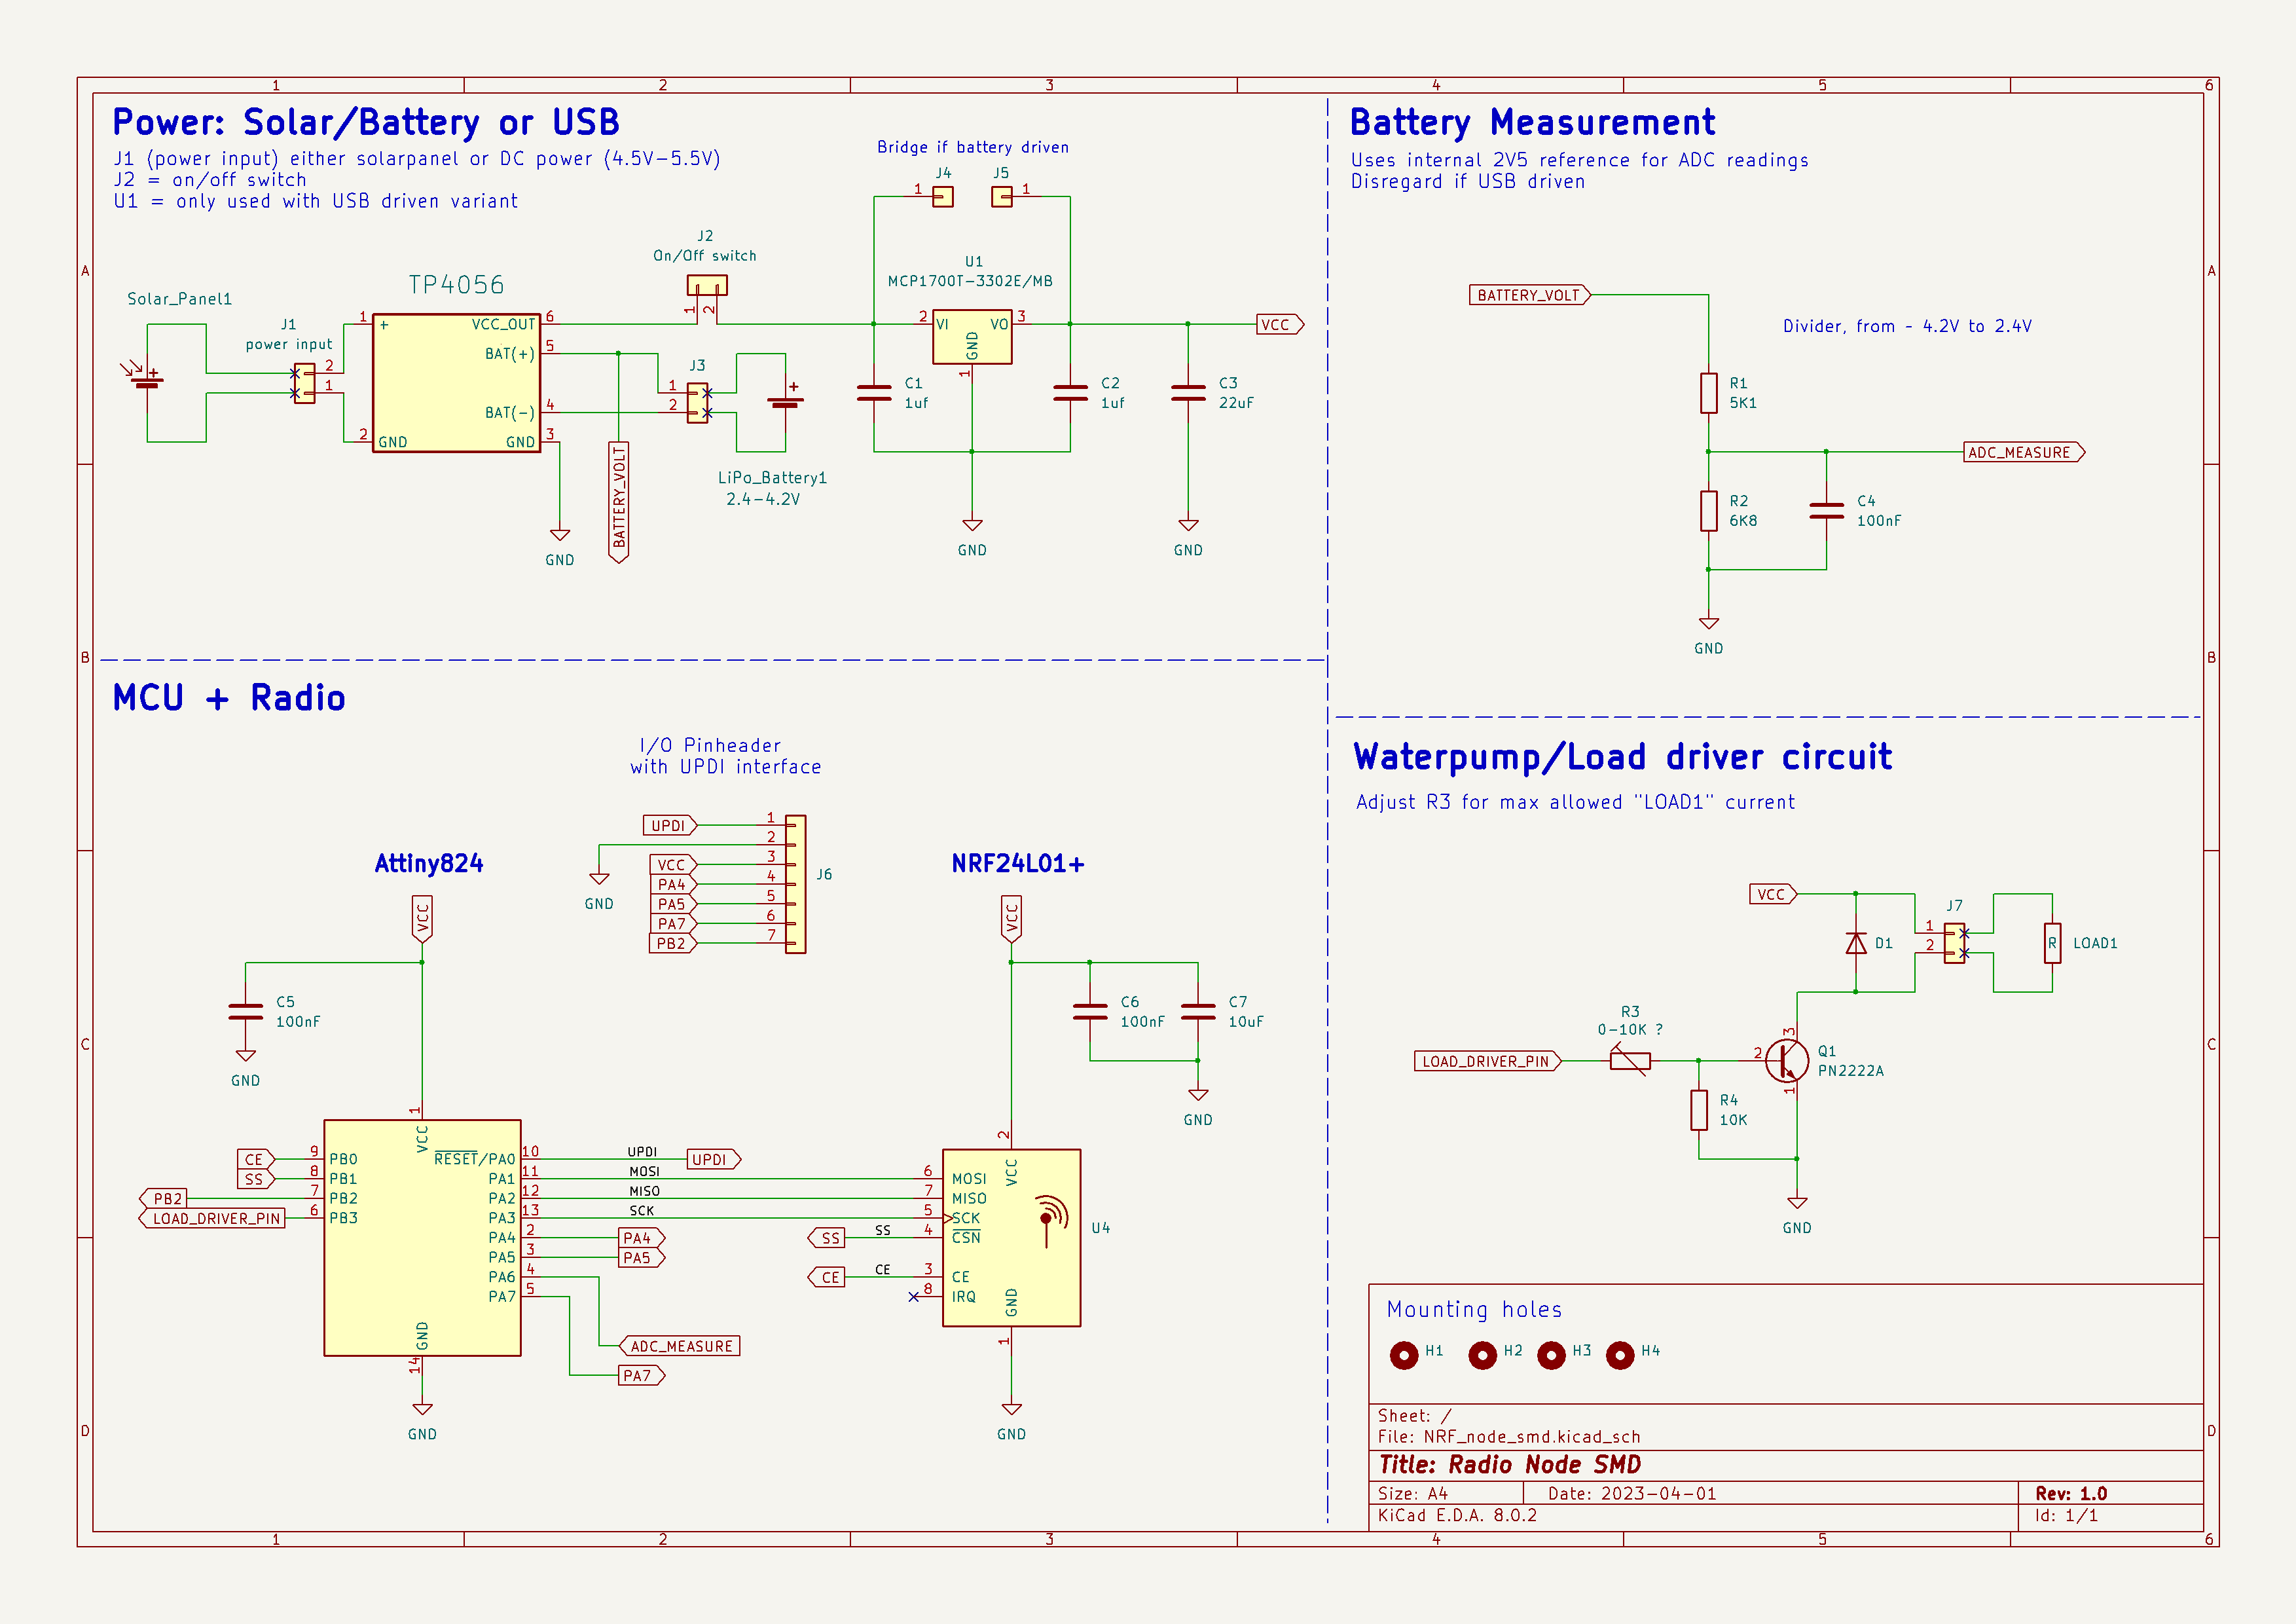 1 2 3 4 5 6
A
B
C
D
Power: Solar/Battery or USB
J1 (power input) either solarpanel or DC power (4.5V-5.5V)
J2 = on/off switch
U1 = only used with USB driven variant
Bridge if battery driven
J4 J5
1 1
J2
On/Off switch
1 2
U1
MCP1700T-3302E/MB
2 VI VO 3
GND
1
TP4056
1 + VCC_OUT 6
BAT(+) 5
BAT(-) 4
2 GND GND 3
Solar_Panel1
+
J1
power input
2
1
J3
1
2
+
LiPo_Battery1
2.4-4.2V
BATTERY_VOLT
GND
C1
1uf
C2
1uf
C3
22uF
VCC
GND
GND
Battery Measurement
Uses internal 2V5 reference for ADC readings
Disregard if USB driven
BATTERY_VOLT
Divider, from - 4.2V to 2.4V
R1
5K1
ADC_MEASURE
R2
6K8
C4
100nF
GND
MCU + Radio
I/O Pinheader
with UPDI interface
UPDI 1
2
VCC 3
PA4 4
PA5 5
PA7 6
PB2 7
J6
GND
Attiny824
VCC
C5
100nF
GND
1
VCC
CE 9 PB0
SS 8 PB1
PB2 7 PB2
LOAD_DRIVER_PIN 6 PB3
RESET/PA0 10 UPDI UPDI
PA1 11 MOSI
PA2 12 MISO
PA3 13 SCK
PA4 2 PA4
PA5 3 PA5
PA6 4
PA7 5
ADC_MEASURE
PA7
GND
14
GND
NRF24L01+
VCC
C6
100nF
C7
10uF
GND
2
VCC
6 MOSI
7 MISO
5 SCK
SS SS 4 CSN
CE CE 3 CE
8 IRQ
U4
GND
1
GND
Waterpump/Load driver circuit
Adjust R3 for max allowed "LOAD1" current
VCC
D1
J7
1
2
R LOAD1
R3
0-10K ?
LOAD_DRIVER_PIN
2
3
1
Q1
PN2222A
R4
10K
GND
Mounting holes
H1 H2 H3 H4
Sheet: /
File: NRF_node_smd.kicad_sch
Title: Radio Node SMD
Size: A4 Date: 2023-04-01 Rev: 1.0
KiCad E.D.A. 8.0.2 Id: 1/1
A
B
C
D
1 2 3 4 5 6